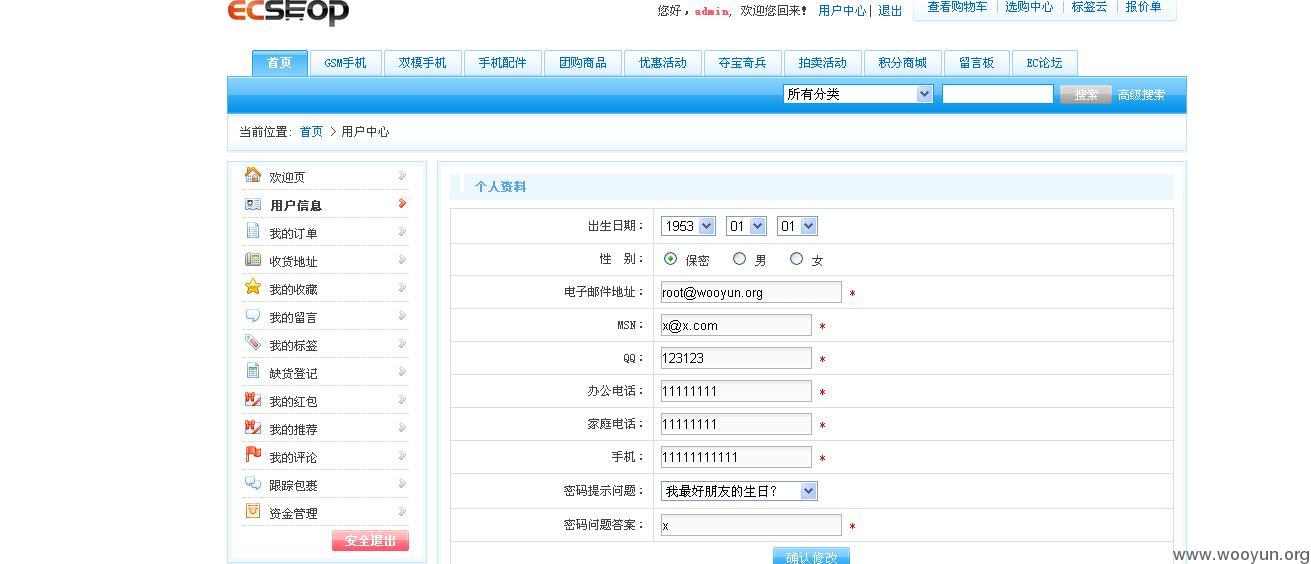 ECSEOP
您好,admin, 欢迎您回来! 用户中心| 退出
查看购物车 | 选购中心 | 标签云 | 报价单
首页 GSM手机 双模手机 手机配件 团购商品 优惠活动 夺宝奇兵 拍卖活动 积分商城 留言板 EC论坛
所有分类 搜索 高级搜索
当前位置: 首页 > 用户中心
欢迎页
用户信息
我的订单
收货地址
我的收藏
我的留言
我的标签
缺货登记
我的红包
我的推荐
我的评论
跟踪包裹
资金管理
安全退出
个人资料
出生日期: 1953 01 01
性 别: 保密 男 女
电子邮件地址: root@wooyun.org *
MSN: x@x.com *
QQ: 123123 *
办公电话: 11111111 *
家庭电话: 11111111 *
手机: 11111111111 *
密码提示问题: 我最好朋友的生日?
密码问题答案: x *
确认修改
www.wooyun.org